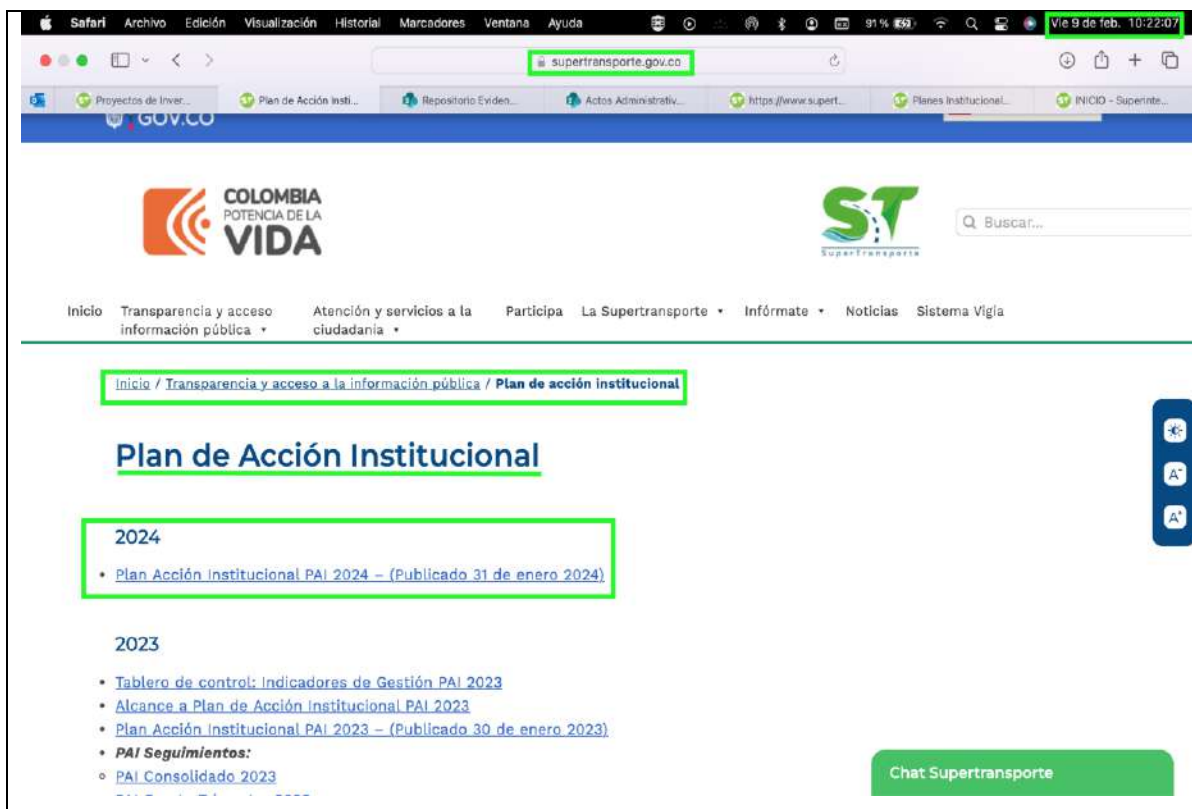 Safari Archivo Edición Visualización Historial Marcadores Ventana Ayuda 91 % Vie 9 de feb. 10:22:07
supertransporte.gov.co
Proyectos de Inver... Plan de Acción Insti... Repositorio Eviden... Actos Administrativ... https://www.supert... Planes Institucional... INICIO - Superinte...
GOV.CO
COLOMBIA
POTENCIA DE LA
VIDA
ST
SuperTransporte
Buscar...
Inicio Transparencia y acceso información pública Atención y servicios a la ciudadanía Participa La Supertransporte Infórmate Noticias Sistema Vigía
Inicio / Transparencia y acceso a la información pública / Plan de acción institucional
Plan de Acción Institucional
A-
A+
2024
• Plan Acción Institucional PAI 2024 – (Publicado 31 de enero 2024)
2023
• Tablero de control: Indicadores de Gestión PAI 2023
• Alcance a Plan de Acción Institucional PAI 2023
• Plan Acción Institucional PAI 2023 – (Publicado 30 de enero 2023)
• PAI Seguimientos:
◦ PAI Consolidado 2023
Chat Supertransporte